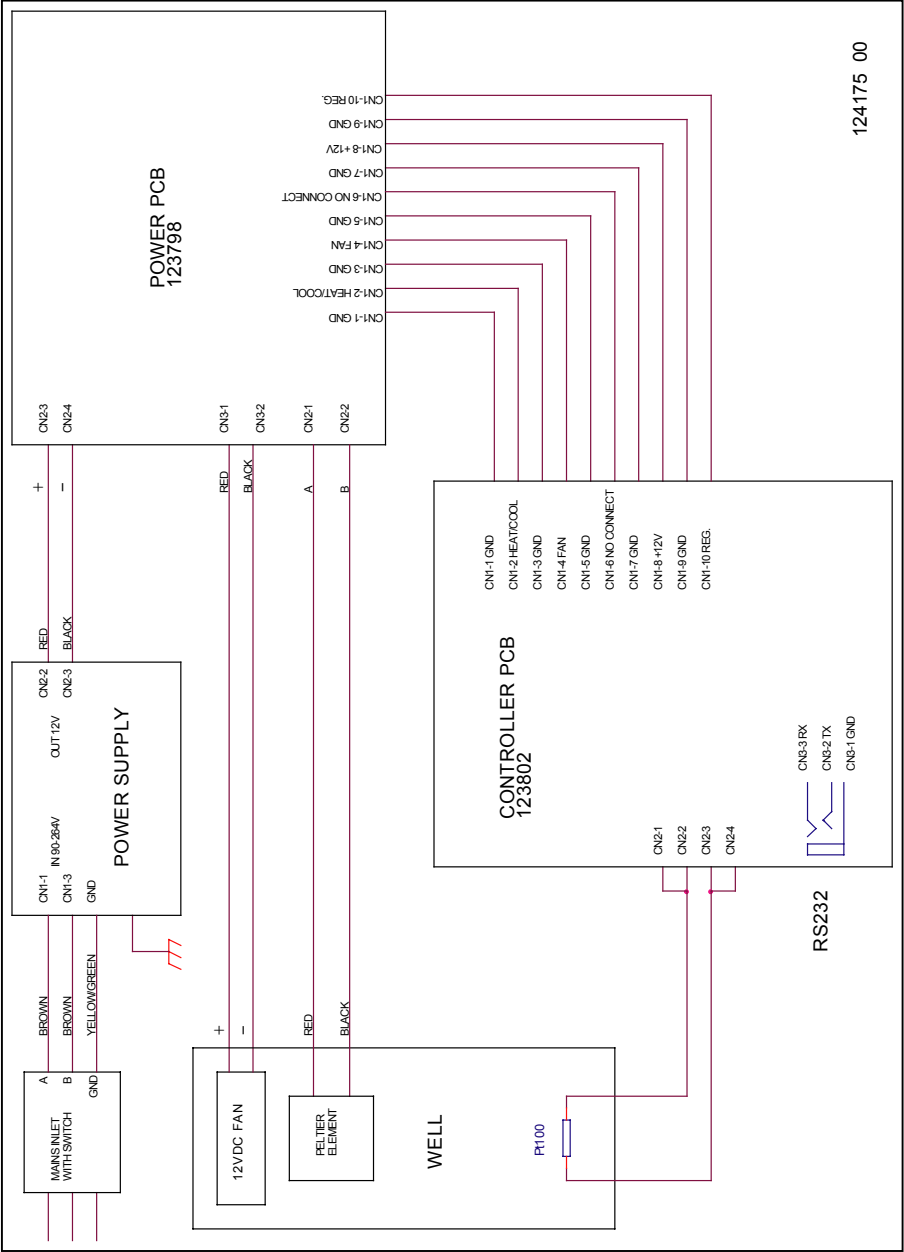 MAINS INLET
WITH SWITCH
A
B
GND
BROWN
BROWN
YELLOW/GREEN
CN1-1
CN1-3
GND
IN 90-264V
OUT 12V
CN2-2
CN2-3
POWER SUPPLY
RED
BLACK
+
−
CN2-3
CN2-4
POWER PCB
123798
CN3-1
CN3-2
CN2-1
CN2-2
CN1-1 GND
CN1-2 HEAT/COOL
CN1-3 GND
CN1-4 FAN
CN1-5 GND
CN1-6 NO CONNECT
CN1-7 GND
CN1-8 +12V
CN1-9 GND
CN1-10 REG.
12VDC FAN
+
−
RED
BLACK
PELTIER
ELEMENT
RED
BLACK
A
B
WELL
Pt100
CONTROLLER PCB
123802
CN1-1 GND
CN1-2 HEAT/COOL
CN1-3 GND
CN1-4 FAN
CN1-5 GND
CN1-6 NO CONNECT
CN1-7 GND
CN1-8 +12V
CN1-9 GND
CN1-10 REG.
CN2-1
CN2-2
CN2-3
CN2-4
CN3-3 RX
CN3-2 TX
CN3-1 GND
RS232
124175 00